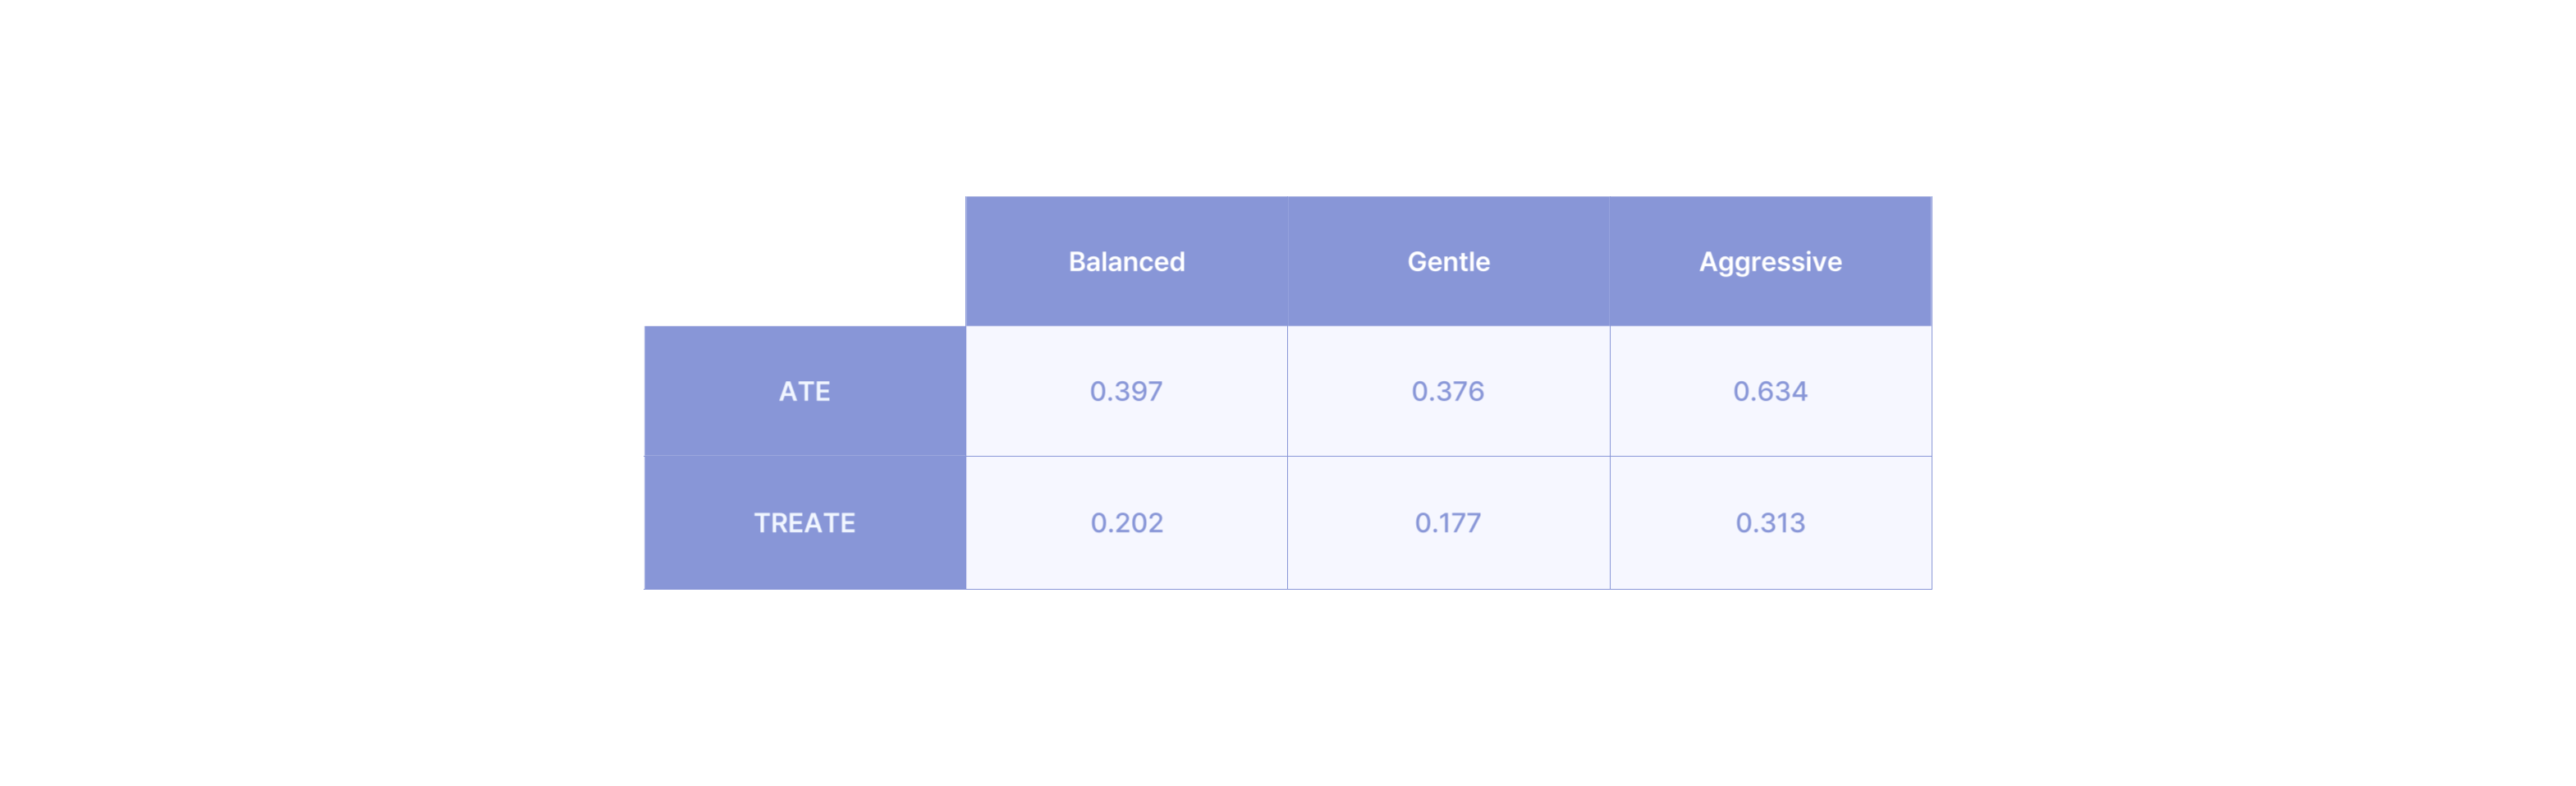 Balanced Gentle Aggressive
ATE 0.397 0.376 0.634
TREATE 0.202 0.177 0.313